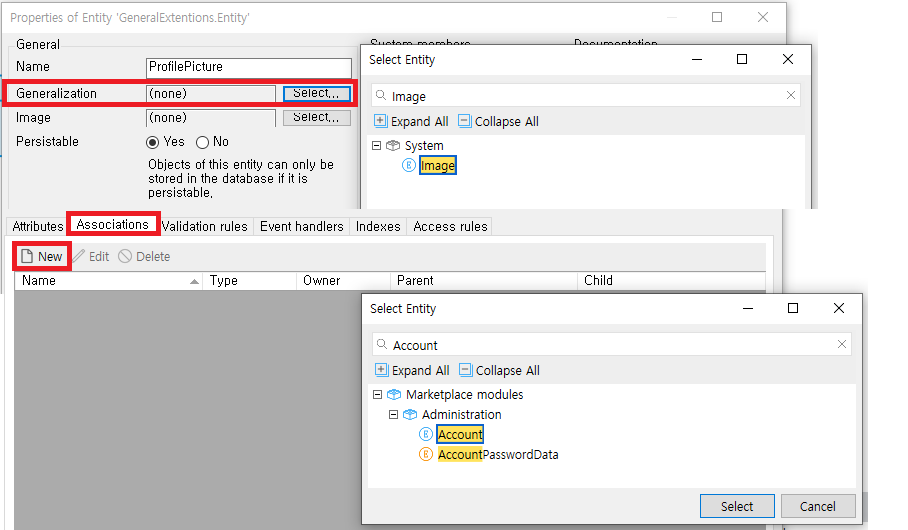 Properties of Entity 'GeneralExtentions.Entity'
General
System members
Documentation
Name
ProfilePicture
Generalization
(none)
Select...
Image
(none)
Select...
Persistable
Yes
No
Objects of this entity can only be
stored in the database if it is
persistable.
Select Entity
Image
Expand All
Collapse All
System
Image
Attributes
Associations
Validation rules
Event handlers
Indexes
Access rules
New
Edit
Delete
Name
Type
Owner
Parent
Child
Select Entity
Account
Expand All
Collapse All
Marketplace modules
Administration
Account
AccountPasswordData
Select
Cancel